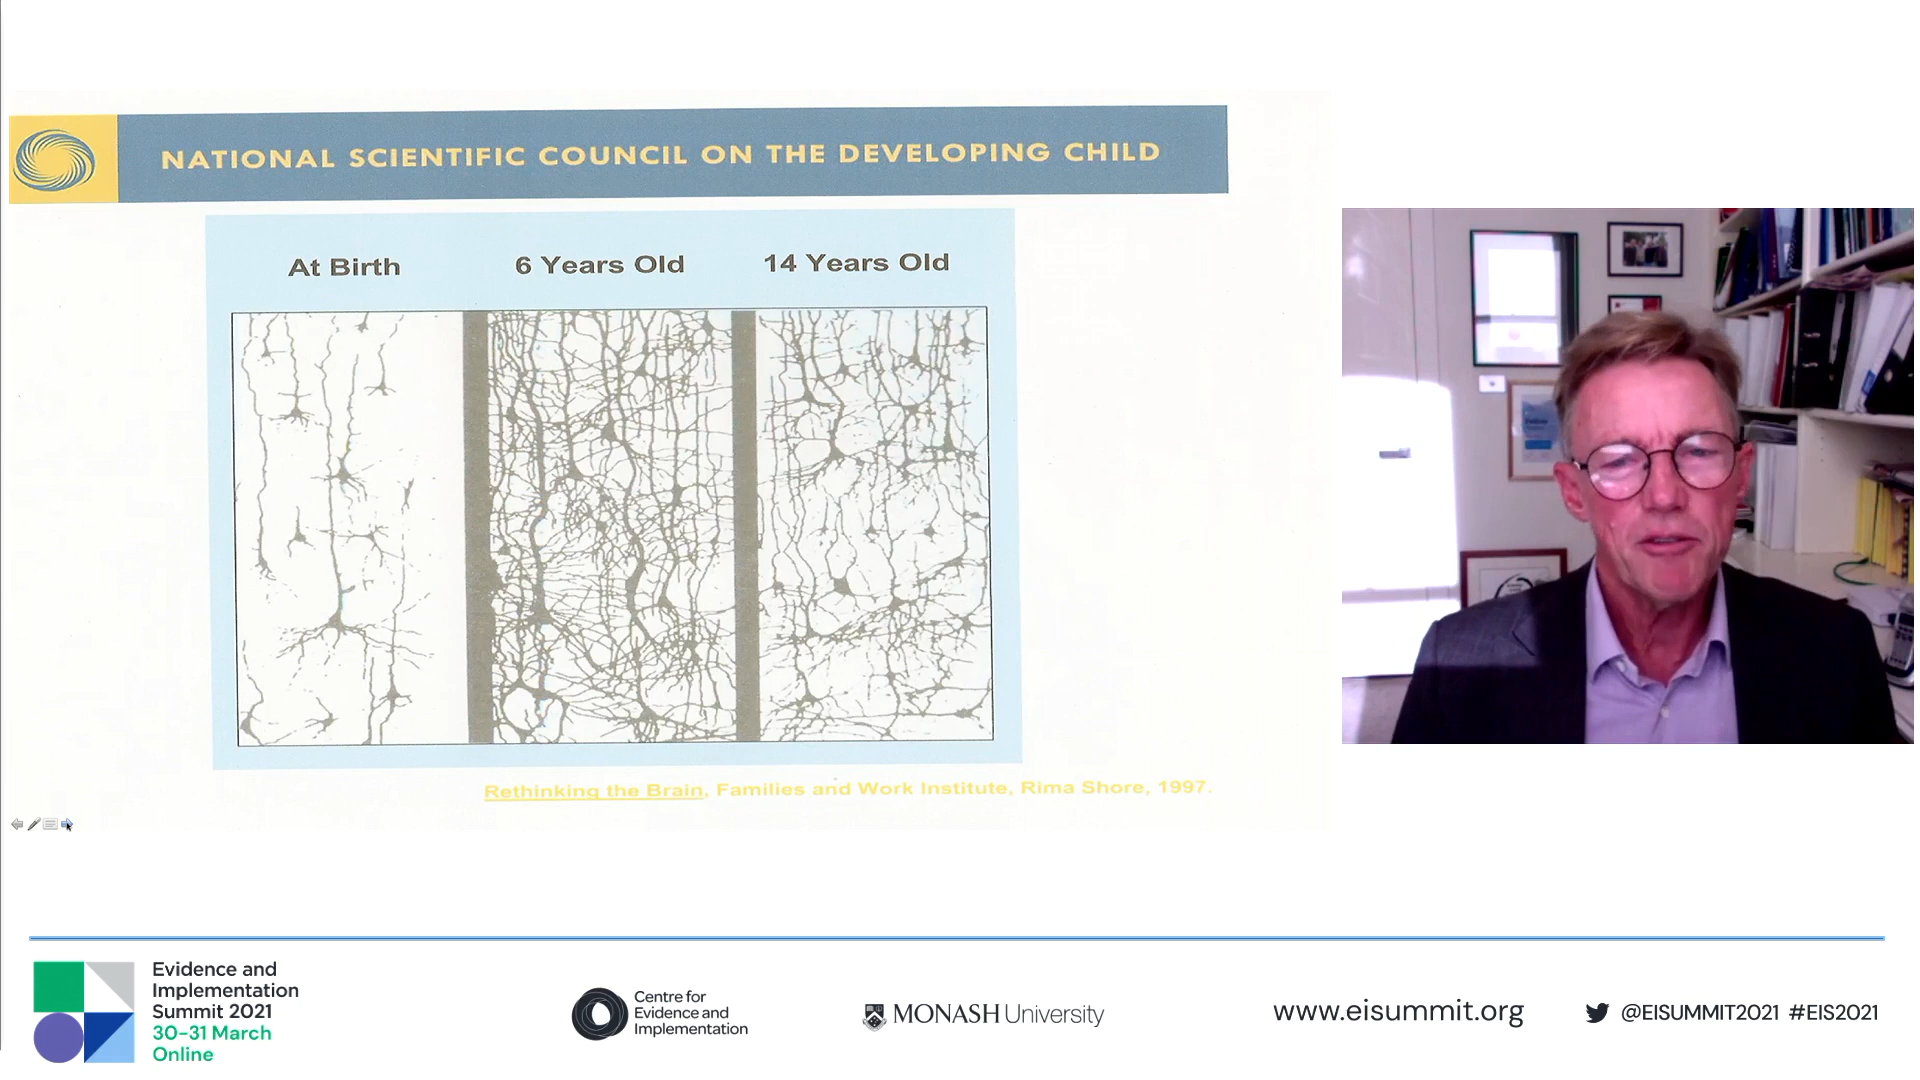 NATIONAL SCIENTIFIC COUNCIL ON THE DEVELOPING CHILD
At Birth 6 Years Old 14 Years Old
Rethinking the Brain, Families and Work Institute, Rima Shore, 1997.
Evidence and
Implementation
Summit 2021
30-31 March
Online
Centre for
Evidence and
Implementation
MONASH University
www.eisummit.org
@EISUMMIT2021 #EIS2021